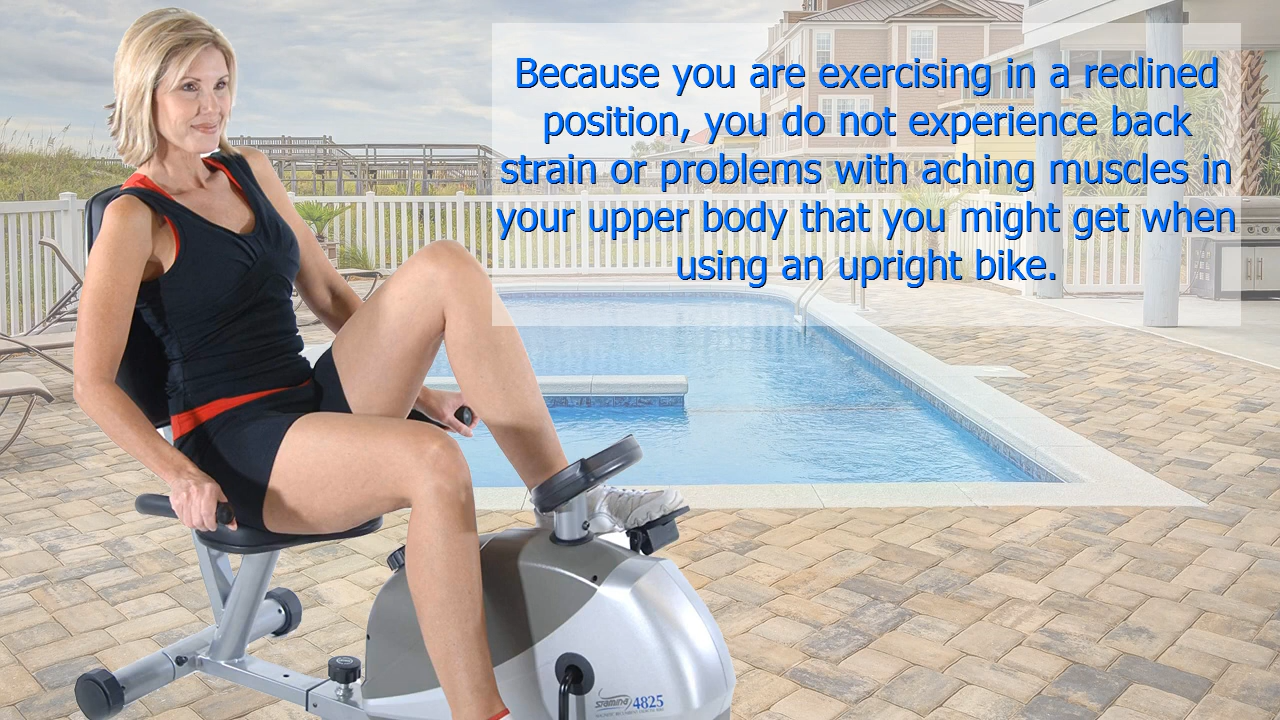 Because you are exercising in a reclined
position, you do not experience back
strain or problems with aching muscles in
your upper body that you might get when
using an upright bike.
Stamina 4825